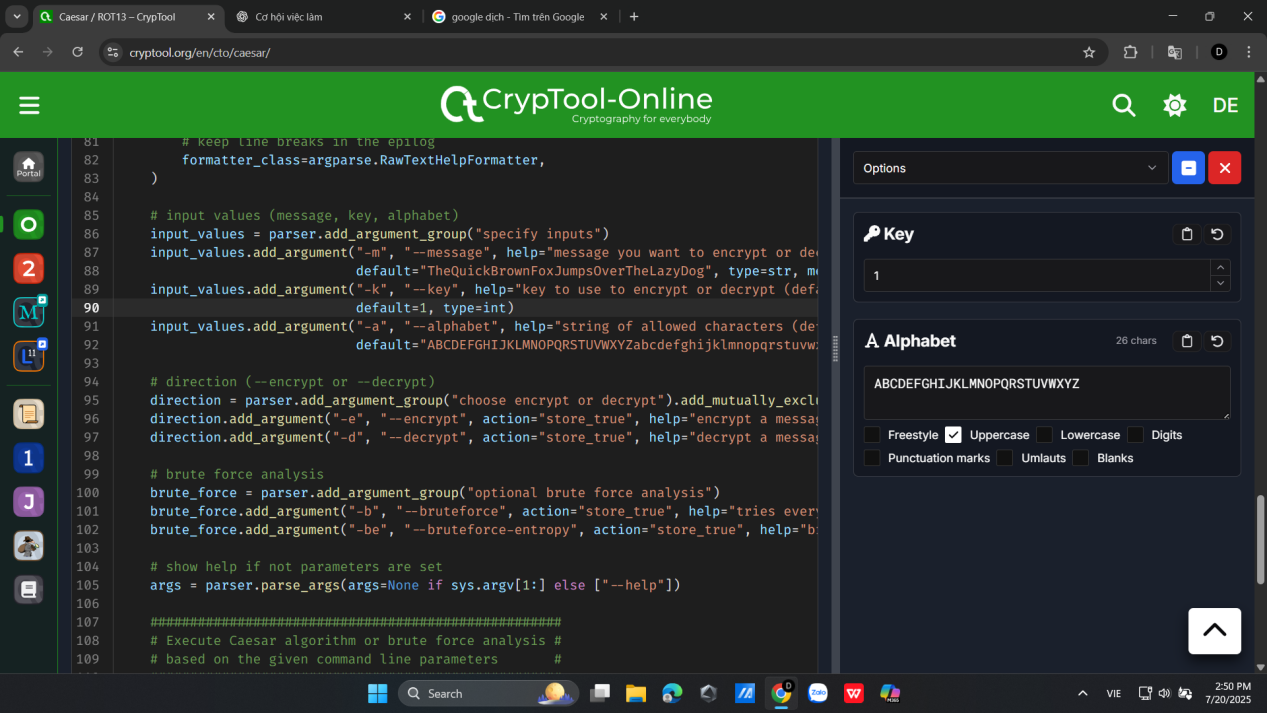 Caesar / ROT13 – CrypTool
Cơ hội việc làm
google dịch - Tìm trên Google
cryptool.org/en/cto/caesar/
D
CrypTool-Online
Cryptography for everybody
DE
Portal
2
M
L 11
1
J
81 # keep line breaks in the epilog
82 formatter_class=argparse.RawTextHelpFormatter,
83 )
84
85 # input values (message, key, alphabet)
86 input_values = parser.add_argument_group("specify inputs")
87 input_values.add_argument("-m", "--message", help="message you want to encrypt or dec
88 default="TheQuickBrownFoxJumpsOverTheLazyDog", type=str, me
89 input_values.add_argument("-k", "--key", help="key to use to encrypt or decrypt (defa
90 default=1, type=int)
91 input_values.add_argument("-a", "--alphabet", help="string of allowed characters (de
92 default="ABCDEFGHIJKLMNOPQRSTUVWXYZabcdefghijklmnopqrstuvwx
93
94 # direction (--encrypt or --decrypt)
95 direction = parser.add_argument_group("choose encrypt or decrypt").add_mutually_exclu
96 direction.add_argument("-e", "--encrypt", action="store_true", help="encrypt a messag
97 direction.add_argument("-d", "--decrypt", action="store_true", help="decrypt a messag
98
99 # brute force analysis
100 brute_force = parser.add_argument_group("optional brute force analysis")
101 brute_force.add_argument("-b", "--bruteforce", action="store_true", help="tries every
102 brute_force.add_argument("-be", "--bruteforce-entropy", action="store_true", help="b
103
104 # show help if not parameters are set
105 args = parser.parse_args(args=None if sys.argv[1:] else ["--help"])
106
107 ####################################################
108 # Execute Caesar algorithm or brute force analysis #
109 # based on the given command line parameters #
Options
Key
1
Alphabet
26 chars
ABCDEFGHIJKLMNOPQRSTUVWXYZ
Freestyle Uppercase Lowercase Digits
Punctuation marks Umlauts Blanks
Search
D
Zalo
VIE
2:50 PM
7/20/2025